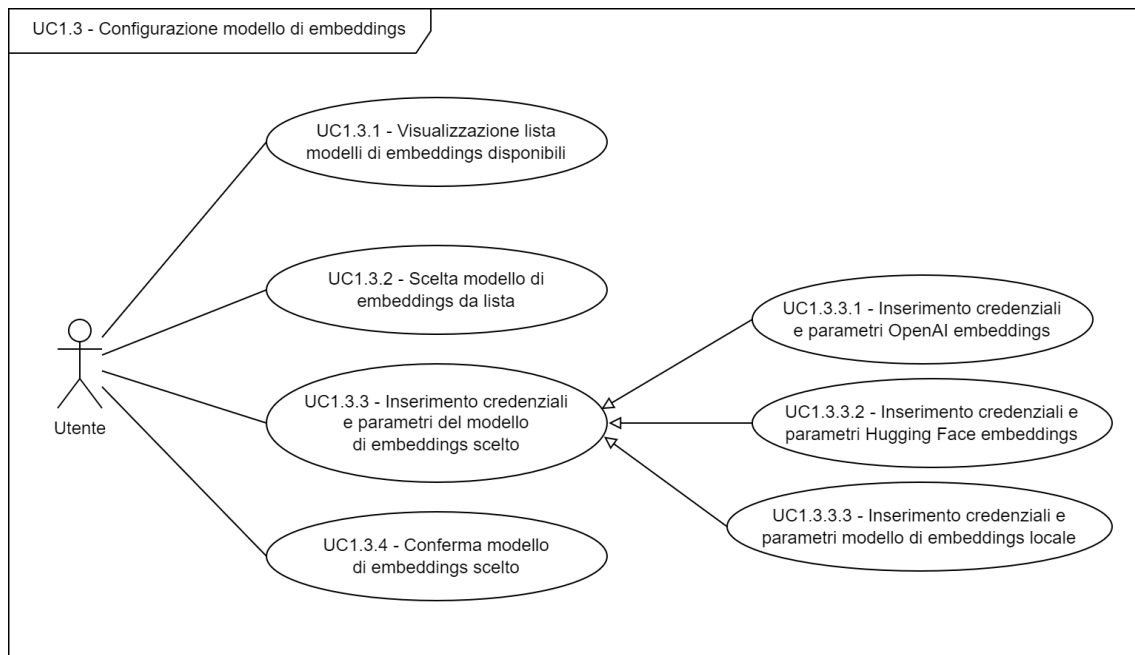 UC1.3 - Configurazione modello di embeddings
UC1.3.1 - Visualizzazione lista
modelli di embeddings disponibili
UC1.3.2 - Scelta modello di
embeddings da lista
UC1.3.3 - Inserimento credenziali
e parametri del modello
di embeddings scelto
UC1.3.4 - Conferma modello
di embeddings scelto
Utente
UC1.3.3.1 - Inserimento credenziali
e parametri OpenAI embeddings
UC1.3.3.2 - Inserimento credenziali e
parametri Hugging Face embeddings
UC1.3.3.3 - Inserimento credenziali e
parametri modello di embeddings locale